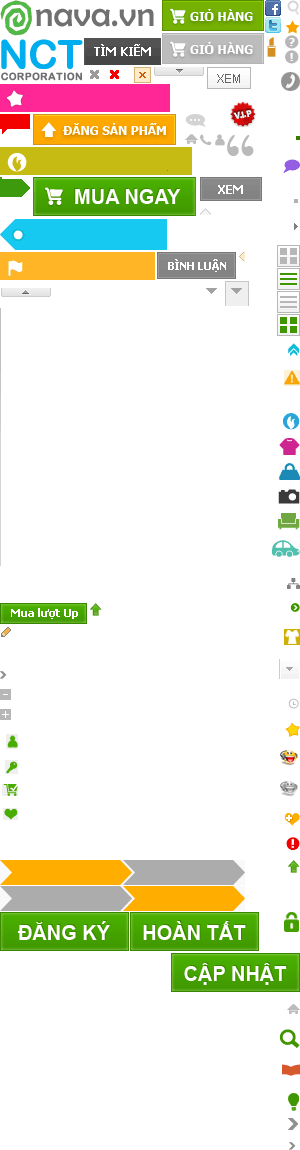 nava.vn
GIỎ HÀNG
NCT
CORPORATION
TÌM KIẾM
GIỎ HÀNG
XEM
V.I.P
ĐĂNG SẢN PHẨM
MUA NGAY
XEM
BÌNH LUẬN
Mua lượt Up
ĐĂNG KÝ
HOÀN TẤT
CẬP NHẬT